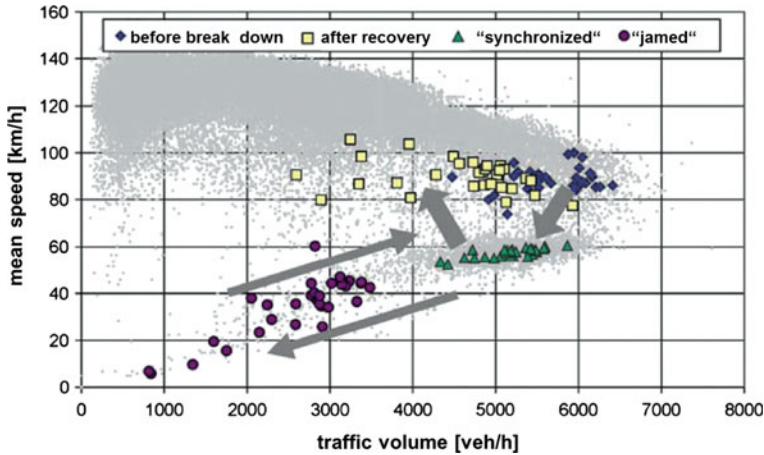 160
before break down after recovery "synchronized" "jamed"
140
120
100
80
60
40
20
0
mean speed [km/h]
0 1000 2000 3000 4000 5000 6000 7000 8000
traffic volume [veh/h]